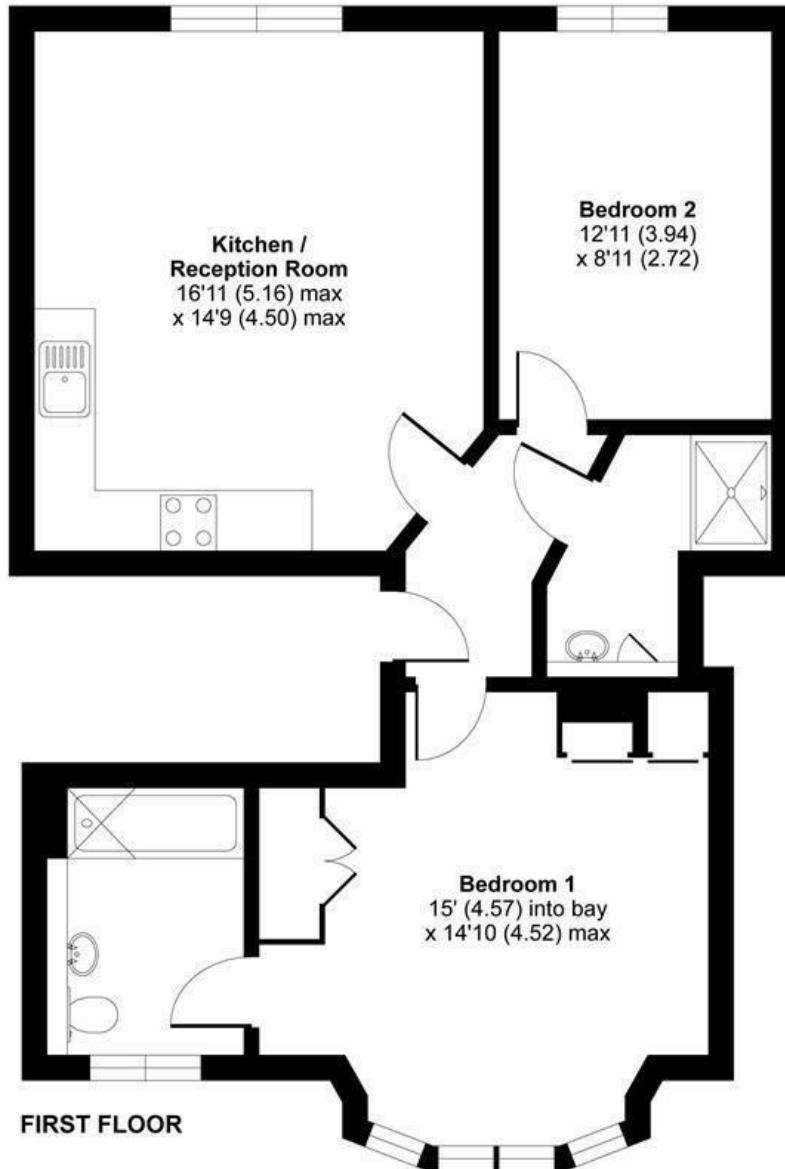 Kitchen /
Reception Room
16'11 (5.16) max
x 14'9 (4.50) max
Bedroom 2
12'11 (3.94)
x 8'11 (2.72)
Bedroom 1
15' (4.57) into bay
x 14'10 (4.52) max
FIRST FLOOR